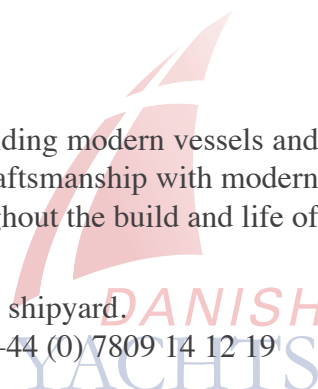 ding modern vessels and
aftsmanship with modern
ghout the build and life of
shipyard.
DANISH
44 (0) 7809 14 12 19
YACHTS